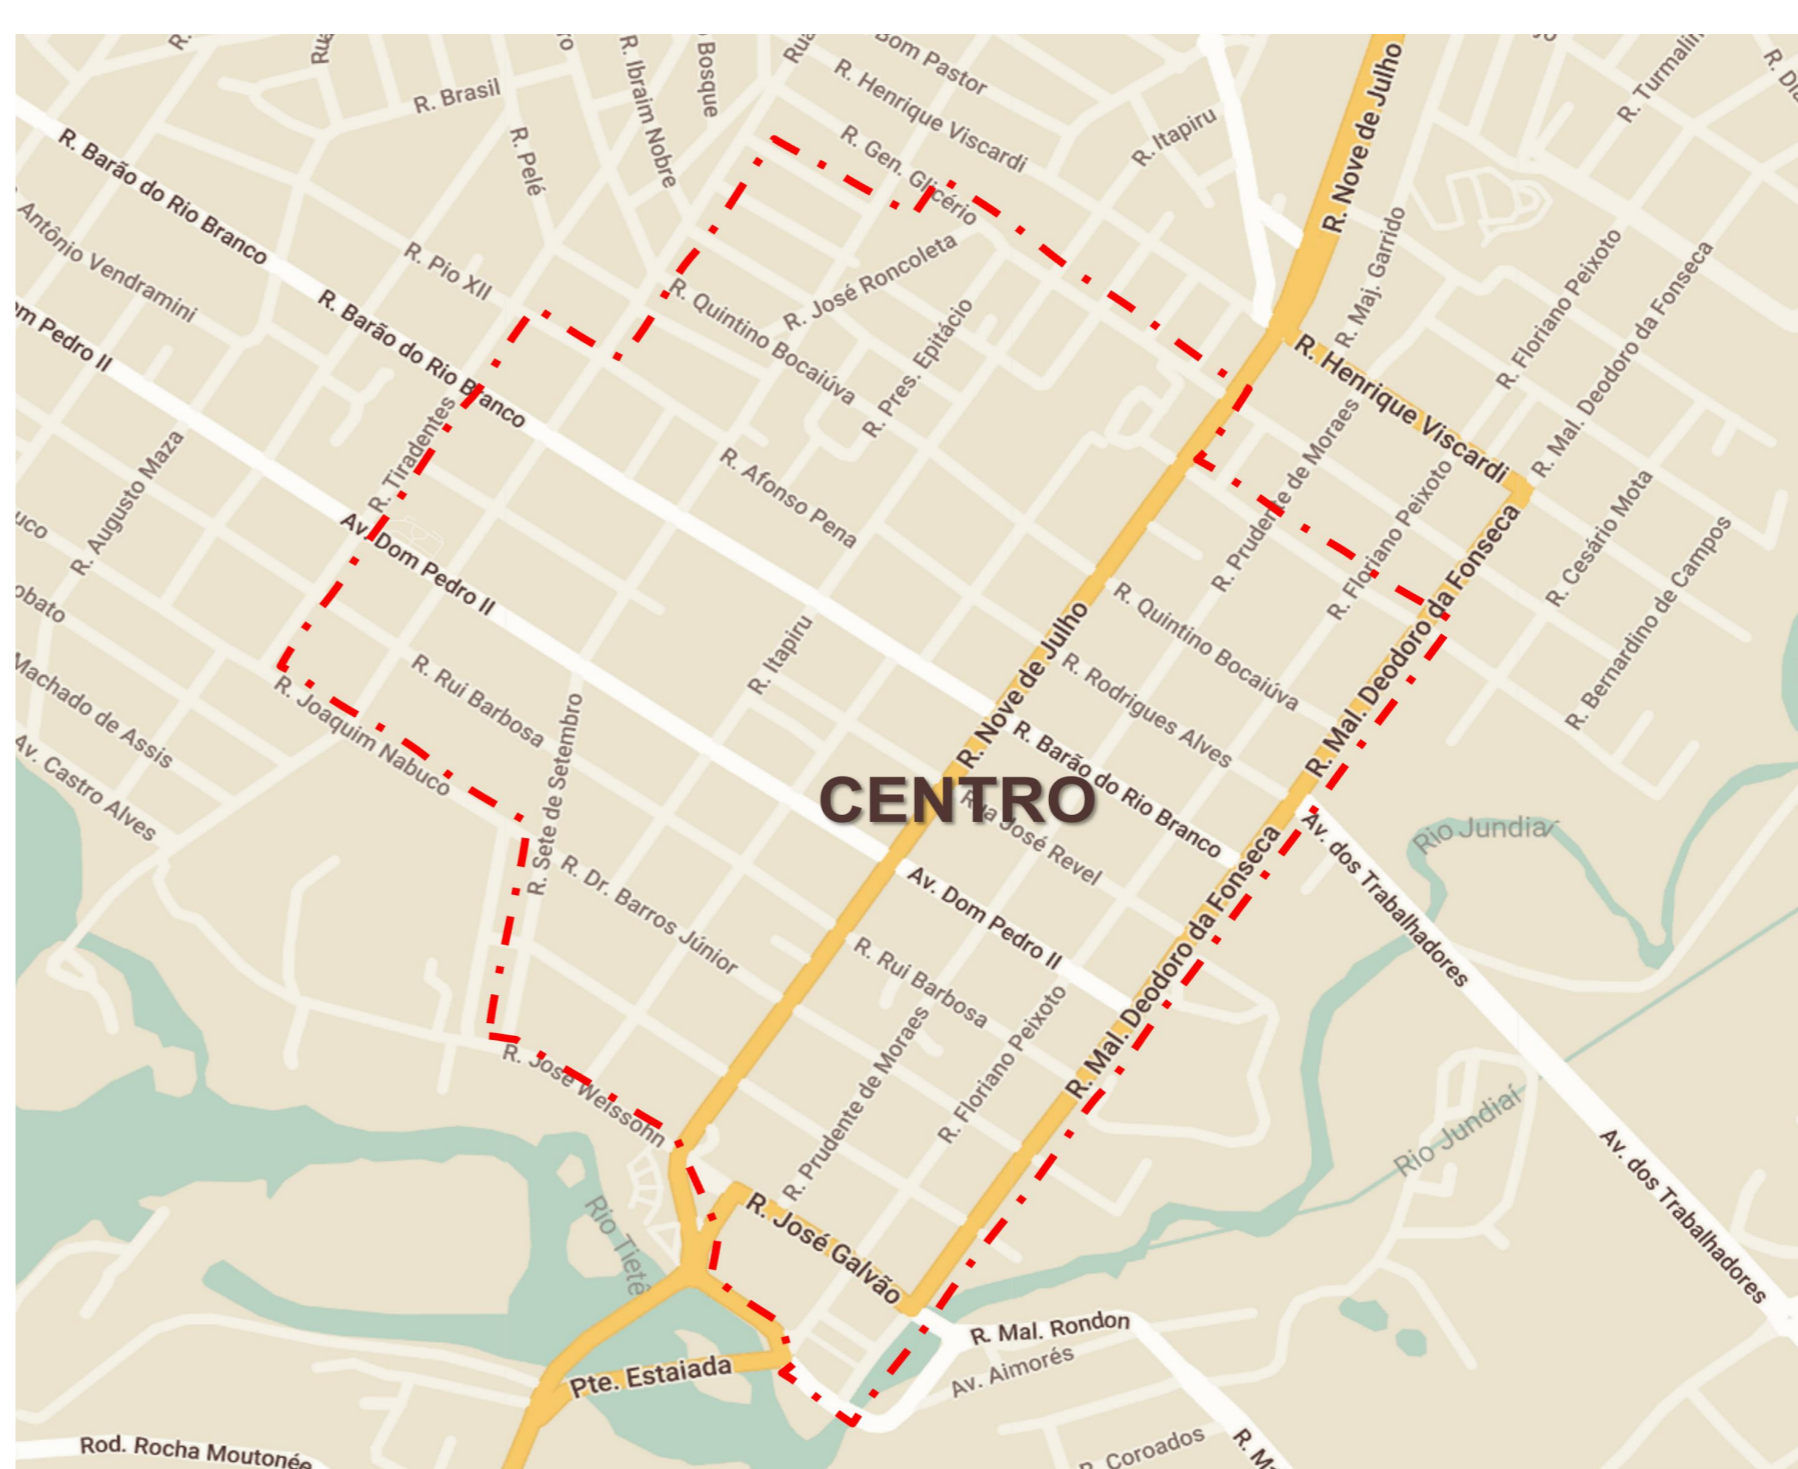 R. Brasil
R. Pelé
R. Ibraim Nobre
Bosque
Bom Pastor
R. Henrique Viscardi
R. Gen. Glicério
R. Itapiru
R. Nove de Julho
R. Turmalin
R. Barão do Rio Branco
Antônio Vendramini
R. Pio XII
R. José Roncoleta
R. Quintino Bocaiúva
R. Pres. Epitácio
R. Maj. Garrido
R. Floriano Peixoto
R. Mal. Deodoro da Fonseca
om Pedro II
R. Barão do Rio Branco
R. Henrique Viscardi
R. Tiradentes
R. Augusto Maza
R. Afonso Pena
R. Prudente de Moraes
R. Floriano Peixoto
R. Cesário Mota
R. Bernardino de Campos
uco
obato
Av. Dom Pedro II
R. Itapiru
R. Quintino Bocaiúva
R. Rodrigues Alves
R. Mal. Deodoro da Fonseca
Machado de Assis
Av. Castro Alves
R. Joaquim Nabuco
R. Rui Barbosa
R. Sete de Setembro
R. Nove de Julho
R. Barão do Rio Branco
CENTRO
Rua José Revel
Rio Jundiaí
Av. dos Trabalhadores
R. Dr. Barros Júnior
Av. Dom Pedro II
R. Rui Barbosa
R. Mal. Deodoro da Fonseca
R. Prudente de Moraes
R. Floriano Peixoto
R. José Weissohn
Rio Jundiaí
Av. dos Trabalhadores
Rio Tietê
R. José Galvão
R. Mal. Rondon
Av. Aimorés
Pte. Estaiada
Rod. Rocha Moutonée
R. Coroados